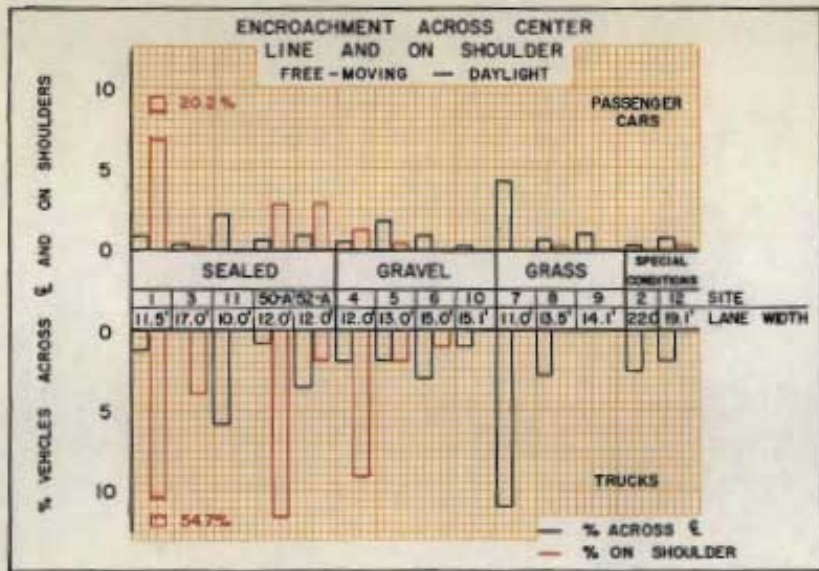 ENCROACHMENT ACROSS CENTER
LINE AND ON SHOULDER
FREE-MOVING — DAYLIGHT
% VEHICLES ACROSS ℄ AND ON SHOULDERS
10
5
0
20.2%
PASSENGER
CARS
SEALED GRAVEL GRASS SPECIAL CONDITIONS
1 3 11 50-A 52-A 4 5 6 10 7 8 9 2 12 SITE
11.5' 17.0' 10.0' 12.0' 12.0' 12.0' 13.0' 15.0' 15.1' 11.0' 13.5' 14.1' 22.0 19.1' LANE WIDTH
0
5
10
54.7%
TRUCKS
% ACROSS ℄
% ON SHOULDER